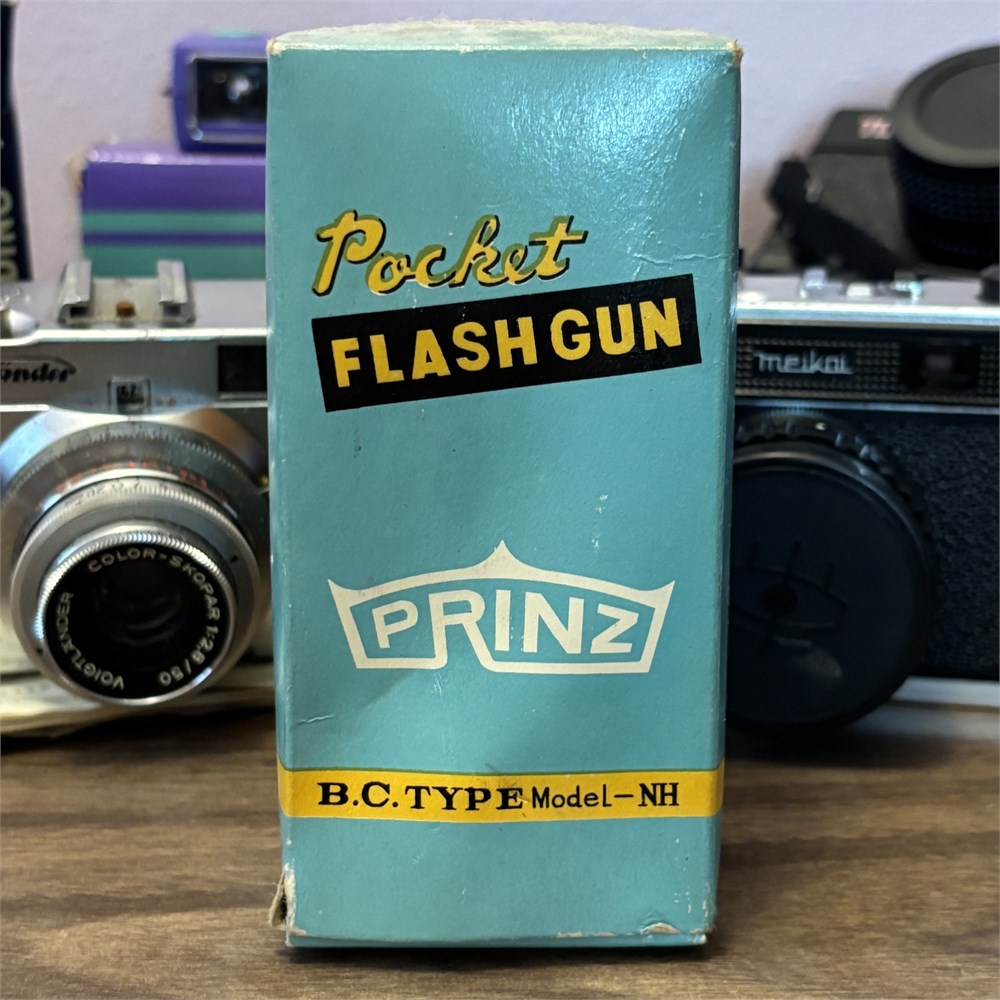 Pocket
FLASH GUN
PRINZ
B.C. TYPE Model-NH
COLOR-SKOPAR 1:2.8/50
VOIGTLÄNDER
meikai